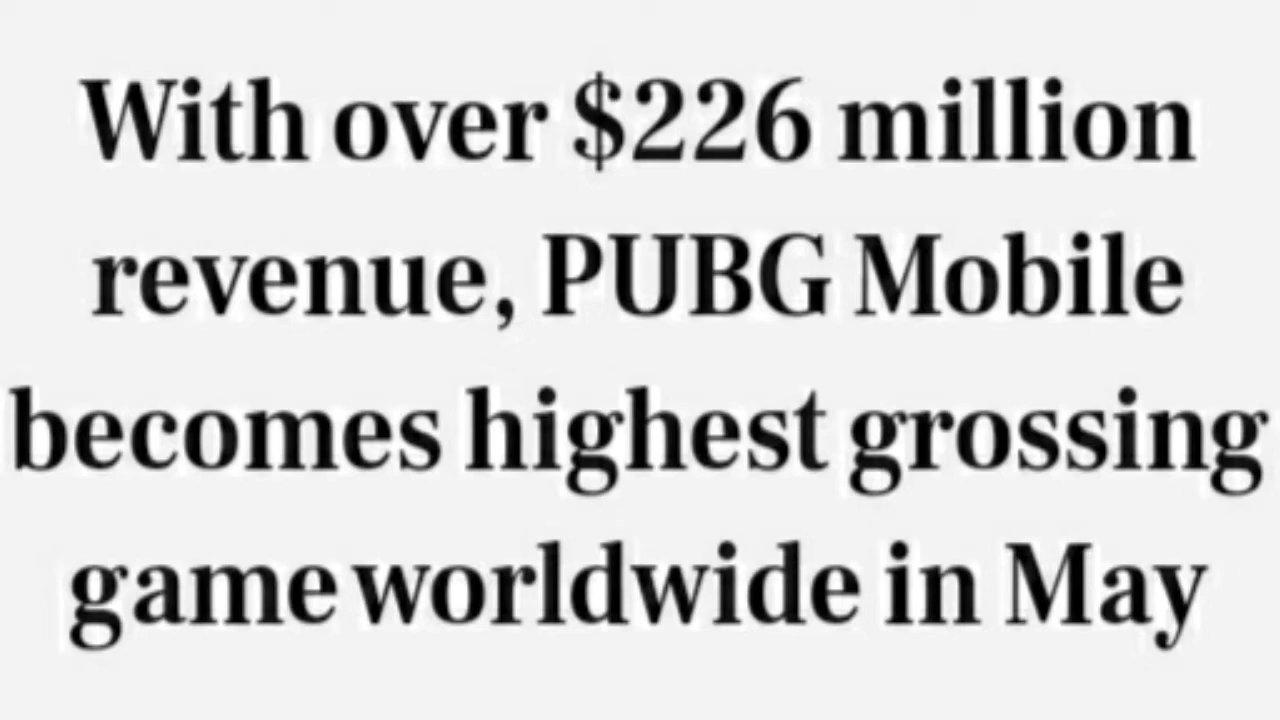 With over $226 million
revenue, PUBG Mobile
becomes highest grossing
game worldwide in May